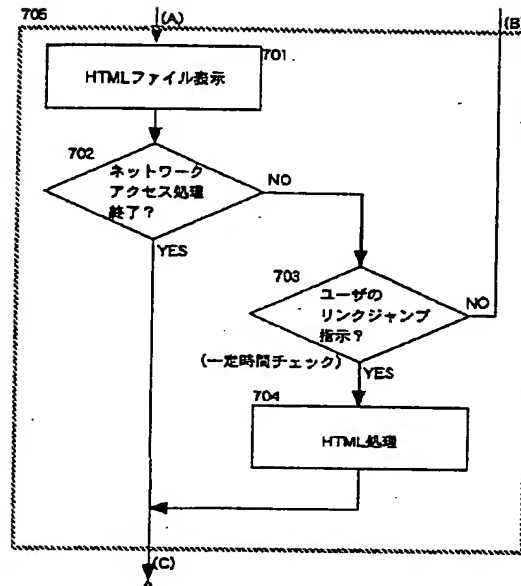 705
(A)
(B)
701
HTMLファイル表示
702
ネットワーク
アクセス処理
終了?
NO
YES
703
ユーザの
リンクジャンプ
指示?
NO
(一定時間チェック)
YES
704
HTML処理
(C)